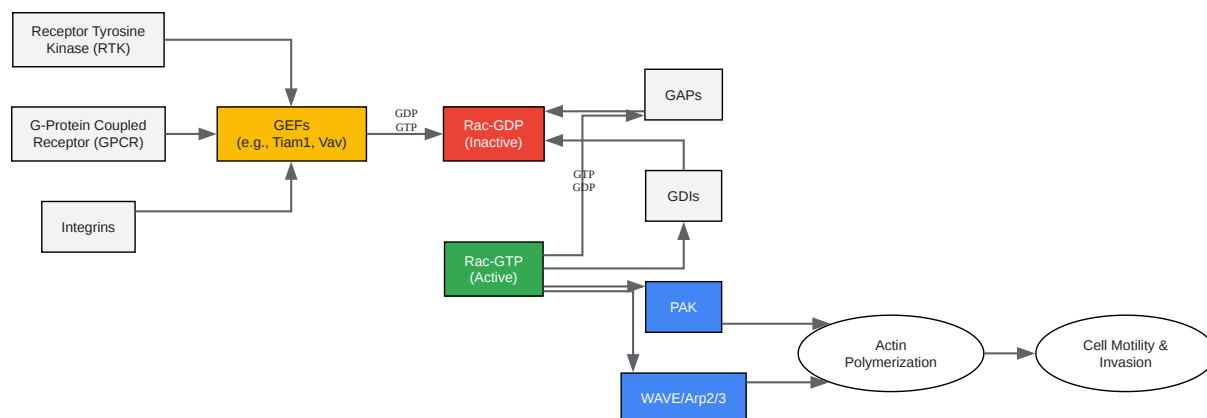 Receptor Tyrosine
Kinase (RTK)
G-Protein Coupled
Receptor (GPCR)
Integrins
GEFs
(e.g., Tiam1, Vav)
GDP
GTP
Rac-GDP
(Inactive)
GAPs
GTP
GDP
GDIs
Rac-GTP
(Active)
PAK
WAVE/Arp2/3
Actin
Polymerization
Cell Motility &
Invasion